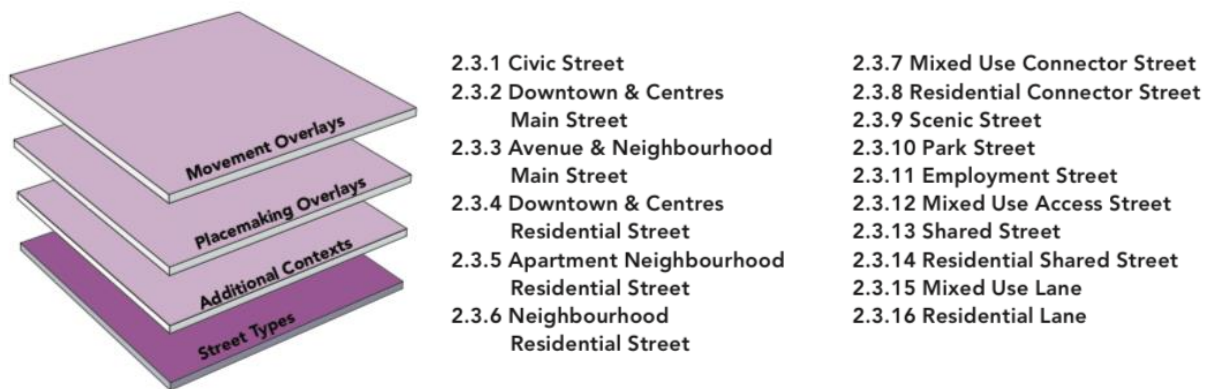 Movement Overlays
Placemaking Overlays
Additional Contexts
Street Types
2.3.1 Civic Street
2.3.2 Downtown & Centres
Main Street
2.3.3 Avenue & Neighbourhood
Main Street
2.3.4 Downtown & Centres
Residential Street
2.3.5 Apartment Neighbourhood
Residential Street
2.3.6 Neighbourhood
Residential Street
2.3.7 Mixed Use Connector Street
2.3.8 Residential Connector Street
2.3.9 Scenic Street
2.3.10 Park Street
2.3.11 Employment Street
2.3.12 Mixed Use Access Street
2.3.13 Shared Street
2.3.14 Residential Shared Street
2.3.15 Mixed Use Lane
2.3.16 Residential Lane